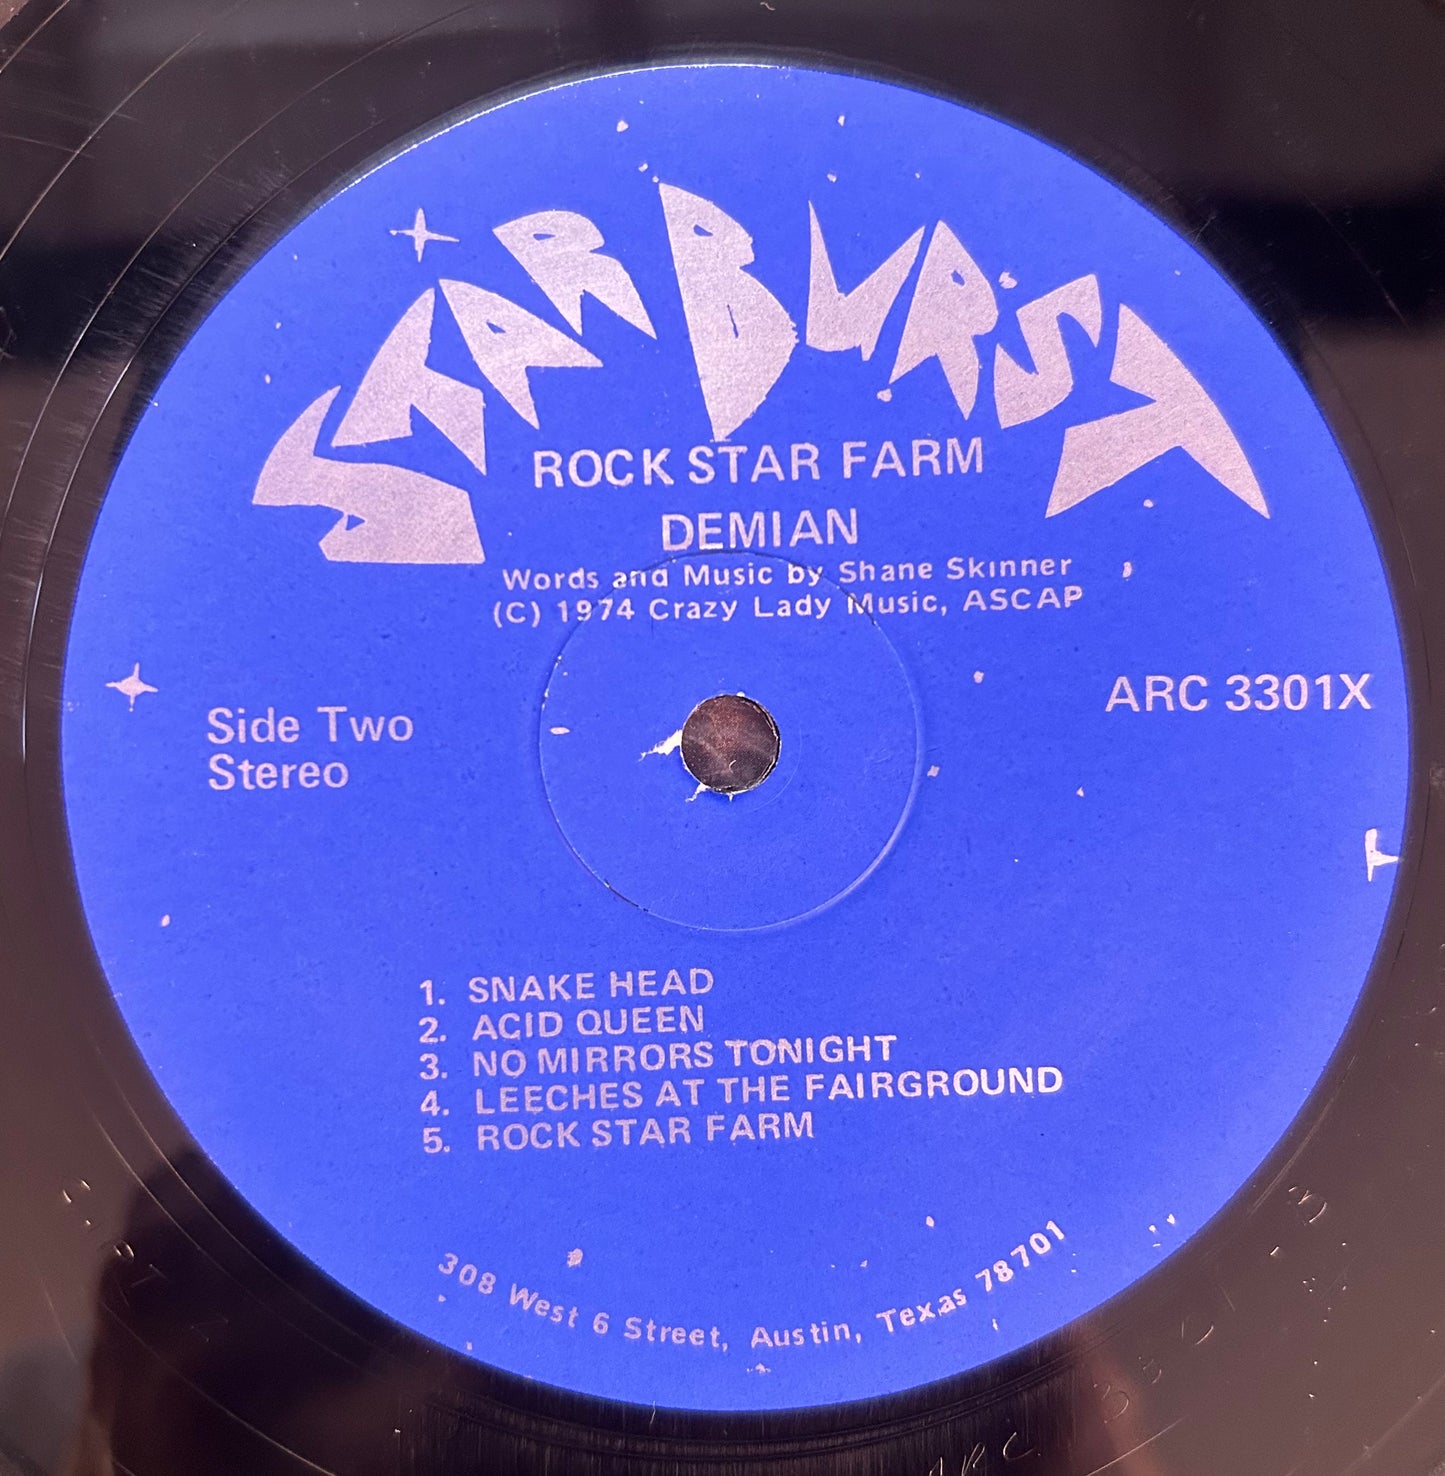 STAR BURST
ROCK STAR FARM
DEMIAN
Words and Music by Shane Skinner
(C) 1974 Crazy Lady Music, ASCAP
ARC 3301X
Side Two
Stereo
1. SNAKE HEAD
2. ACID QUEEN
3. NO MIRRORS TONIGHT
4. LEECHES AT THE FAIRGROUND
5. ROCK STAR FARM
308 West 6 Street, Austin, Texas 78701